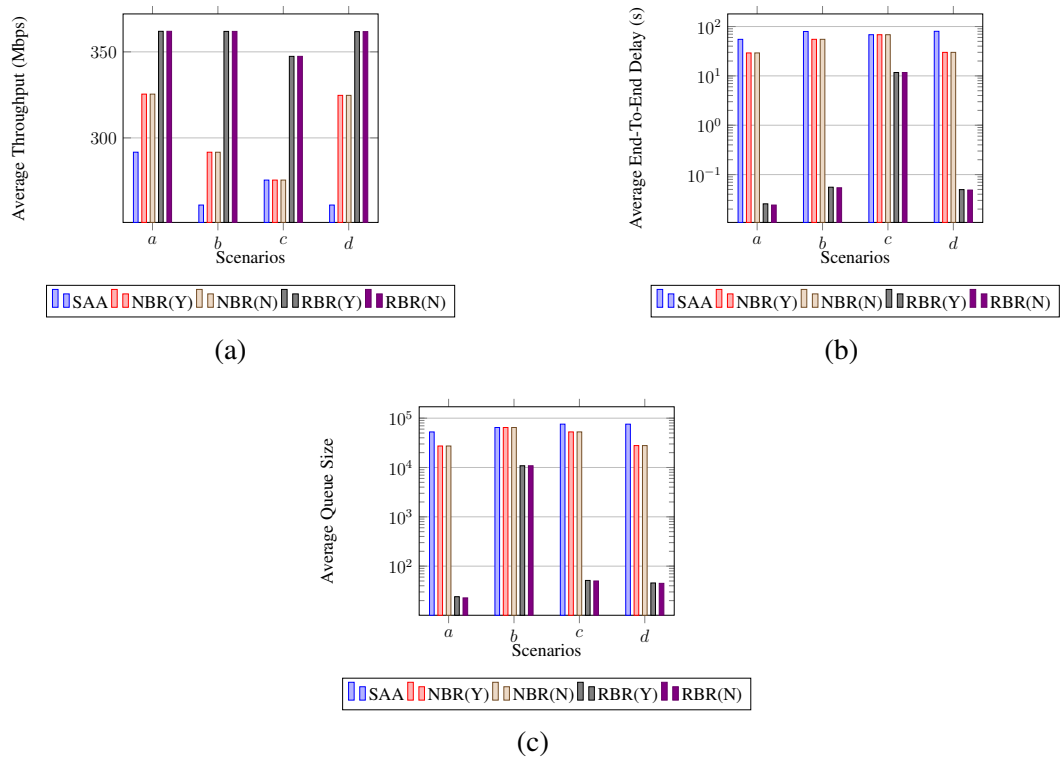 Average Throughput (Mbps)
350
300
a b c d
Scenarios
SAA NBR(Y) NBR(N) RBR(Y) RBR(N)
(a)
Average End-To-End Delay (s)
10^2
10^1
10^0
10^−1
a b c d
Scenarios
SAA NBR(Y) NBR(N) RBR(Y) RBR(N)
(b)
Average Queue Size
10^5
10^4
10^3
10^2
a b c d
Scenarios
SAA NBR(Y) NBR(N) RBR(Y) RBR(N)
(c)